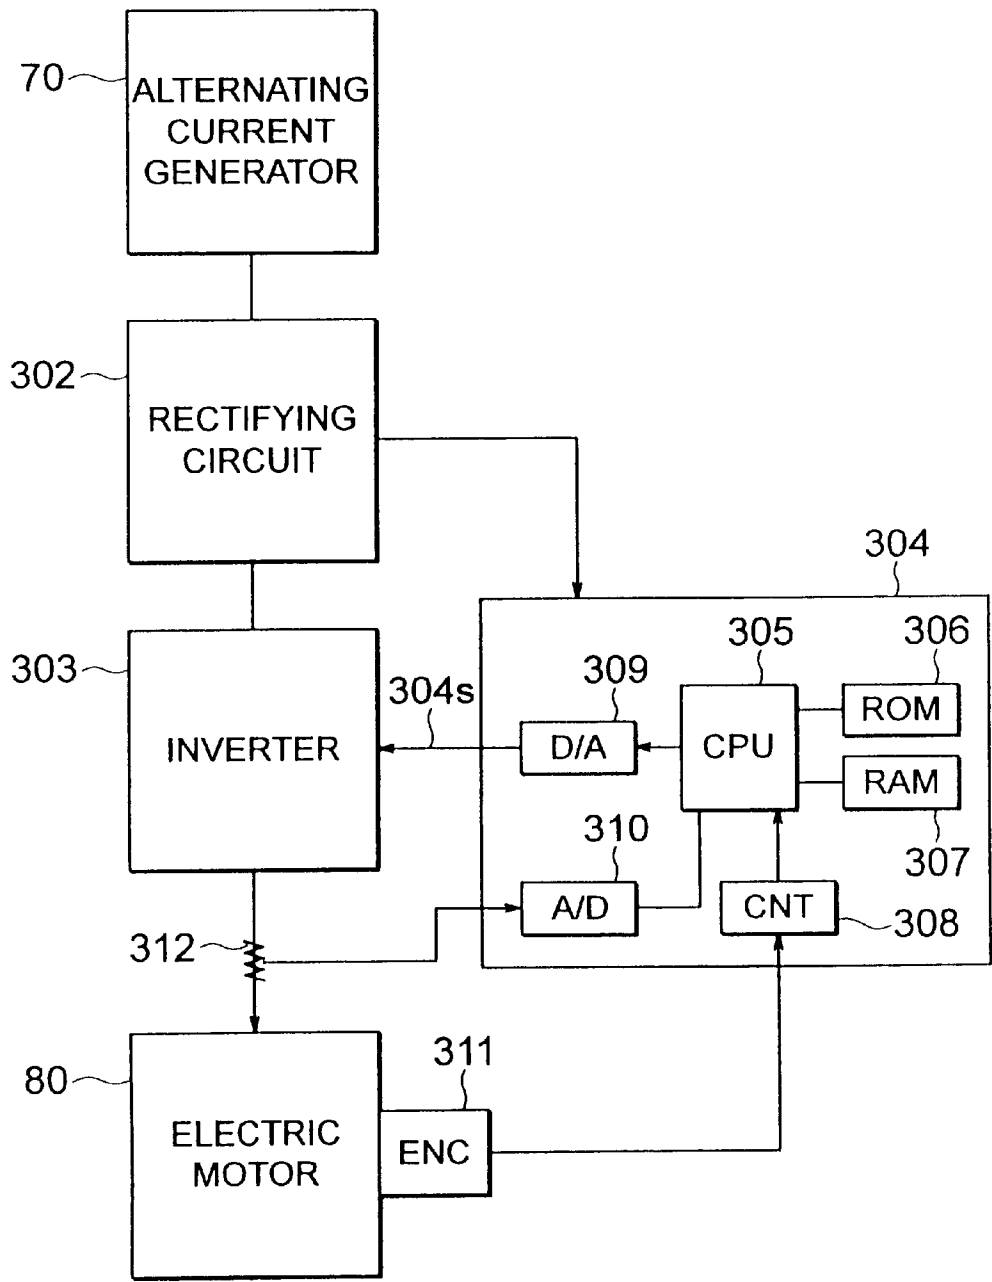 70
ALTERNATING
CURRENT
GENERATOR
302
RECTIFYING
CIRCUIT
304
303
INVERTER
304s
309
D/A
305
CPU
306
ROM
RAM
307
310
A/D
CNT
308
312
80
ELECTRIC
MOTOR
311
ENC